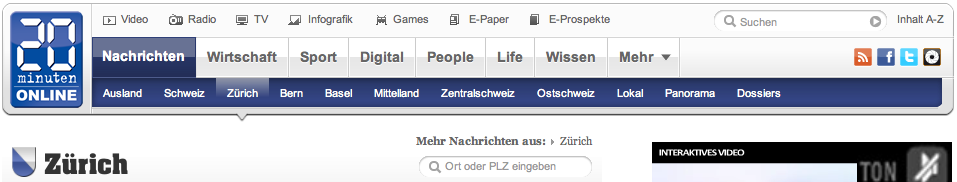 Video Radio TV Infografik Games E-Paper E-Prospekte Suchen Inhalt A-Z
20
minuten
ONLINE
Nachrichten Wirtschaft Sport Digital People Life Wissen Mehr
Ausland Schweiz Zürich Bern Basel Mittelland Zentralschweiz Ostschweiz Lokal Panorama Dossiers
Mehr Nachrichten aus: Zürich
Zürich
Ort oder PLZ eingeben
INTERAKTIVES VIDEO
TON